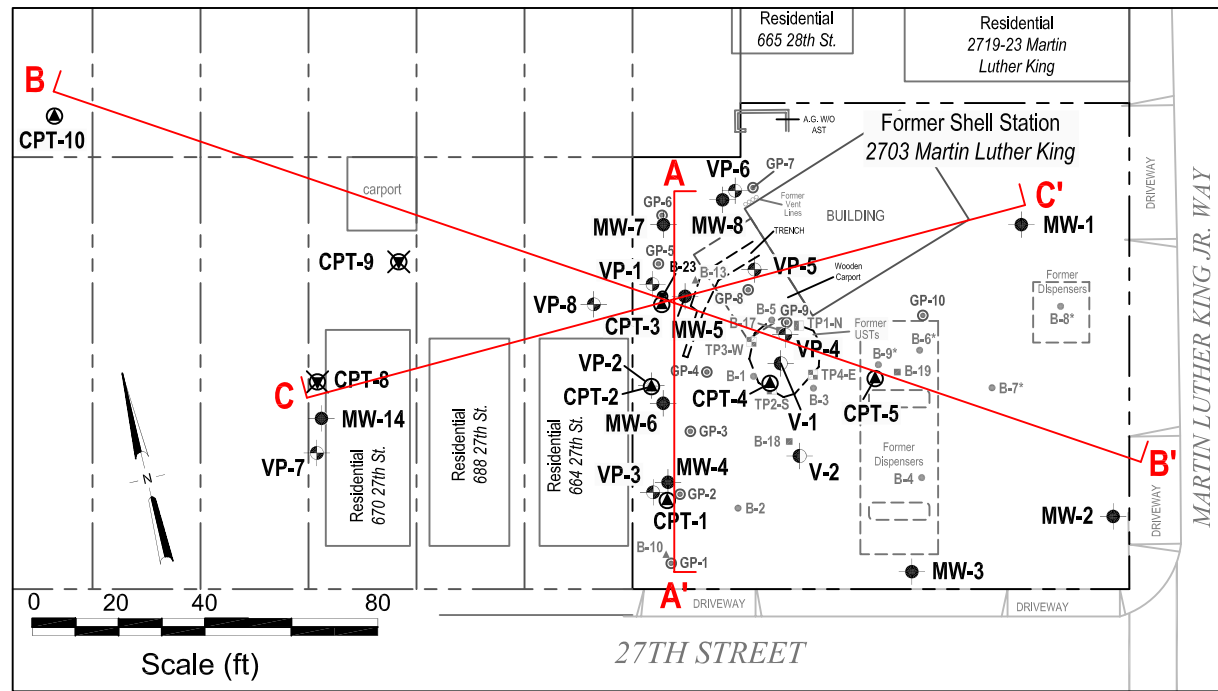 Residential
665 28th St.
Residential
2719-23 Martin
Luther King
B
CPT-10
A.G. W/O
AST
Former Shell Station
2703 Martin Luther King
DRIVEWAY
MARTIN LUTHER KING JR. WAY
carport
A
VP-6
GP-7
Former
Vent
Lines
BUILDING
C'
GP-6
MW-7
MW-8
MW-1
TRENCH
CPT-9
GP-5
VP-1
B-23
B-13
VP-5
Wooden
Carport
Former
Dispensers
B-8*
VP-8
CPT-3
MW-5
GP-8
B-5
GP-9
GP-10
B-17
TP1-N
Former
USTs
TP3-W
VP-4
B-6*
B-9*
B-19
C
CPT-8
VP-2
CPT-2
GP-4
B-1
TP4-E
CPT-4
TP2-S
B-3
V-1
CPT-5
B-7*
MW-14
MW-6
GP-3
B-18
VP-7
V-2
B'
Residential
670 27th St.
Residential
688 27th St.
Residential
664 27th St.
Former
Dispensers
B-4
DRIVEWAY
N
VP-3
MW-4
GP-2
CPT-1
B-2
MW-2
B-10
GP-1
MW-3
A'
DRIVEWAY
DRIVEWAY
0 20 40 80
Scale (ft)
27TH STREET